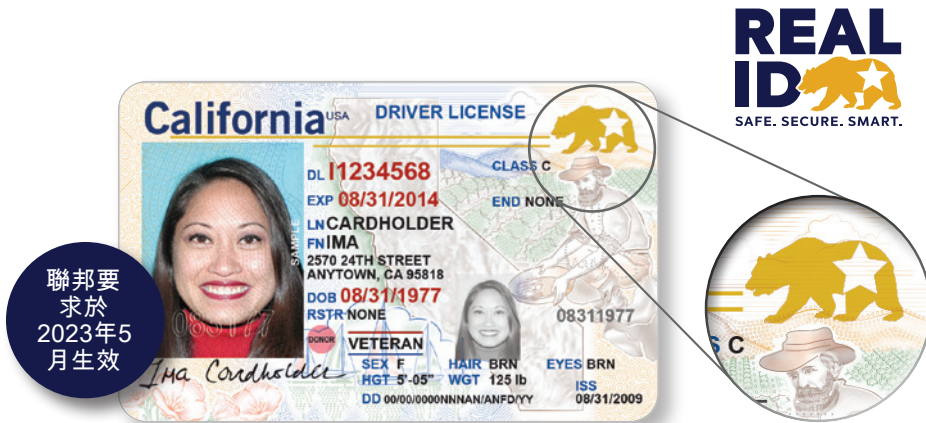 REAL
ID
SAFE. SECURE. SMART.
California USA DRIVER LICENSE
DL I1234568 CLASS C
EXP 08/31/2014 END NONE
LN CARDHOLDER
FN IMA
2570 24TH STREET
ANYTOWN, CA 95818
DOB 08/31/1977
RSTR NONE 08311977
SAMPLE
083177
DONOR
VETERAN
SEX F HAIR BRN EYES BRN
HGT 5'-05" WGT 125 lb ISS
DD 00/00/0000NNNAN/ANFD/YY 08/31/2009
Ima Cardholder
聯邦要
求於
2023年5
月生效
S C